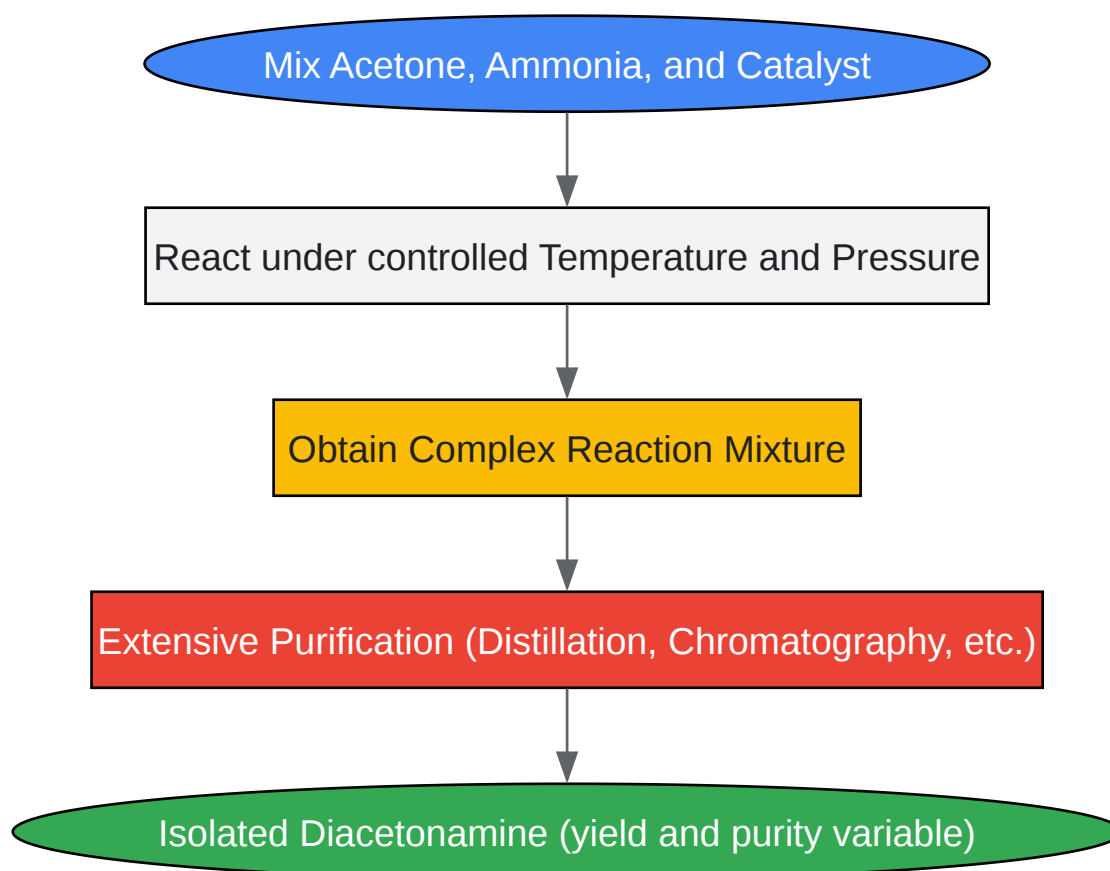 Mix Acetone, Ammonia, and Catalyst
React under controlled Temperature and Pressure
Obtain Complex Reaction Mixture
Extensive Purification (Distillation, Chromatography, etc.)
Isolated Diacetonamine (yield and purity variable)